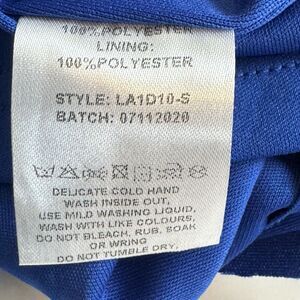 100% POLYESTER
LINING:
100% POLYESTER
STYLE: LA1D10-S
BATCH: 07112020
DELICATE COLD HAND
WASH INSIDE OUT,
USE MILD WASHING LIQUID,
WASH WITH LIKE COLOURS,
DO NOT BLEACH, RUB, SOAK
OR WRING
DO NOT TUMBLE DRY,